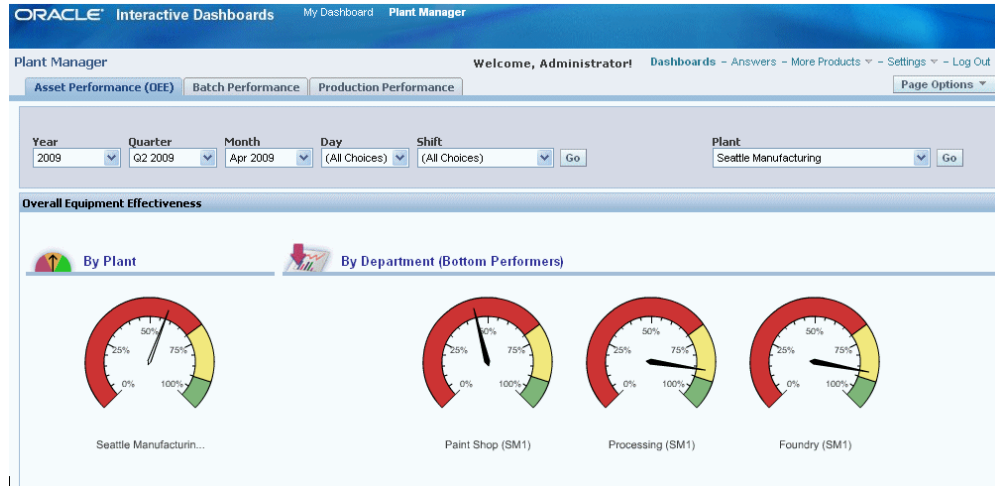 ORACLE Interactive Dashboards My Dashboard Plant Manager
Plant Manager Welcome, Administrator! Dashboards - Answers - More Products - Settings - Log Out
Asset Performance (OEE) Batch Performance Production Performance Page Options
Year Quarter Month Day Shift Plant
2009 Q2 2009 Apr 2009 (All Choices) (All Choices) Go Seattle Manufacturing Go
Overall Equipment Effectiveness
By Plant By Department (Bottom Performers)
50% 50% 50% 50%
25% 75% 25% 75% 25% 75% 25% 75%
0% 100% 0% 100% 0% 100% 0% 100%
Seattle Manufacturin... Paint Shop (SM1) Processing (SM1) Foundry (SM1)